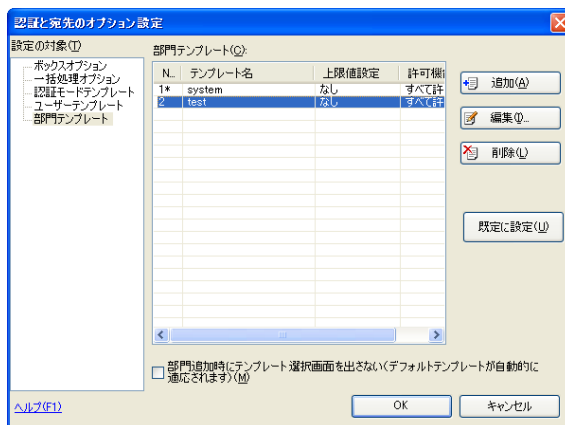 認証と宛先のオプション設定
設定の対象(T)
ボックスオプション
一括処理オプション
認証モードテンプレート
ユーザーテンプレート
部門テンプレート
部門テンプレート(C):
N... テンプレート名 上限値設定 許可機
1* system なし すべて許
2 test なし すべて許
追加(A)
編集(I)...
削除(L)
既定に設定(U)
部門追加時にテンプレート選択画面を出さない(デフォルトテンプレートが自動的に
適応されます)(M)
ヘルプ(F1)
OK
キャンセル